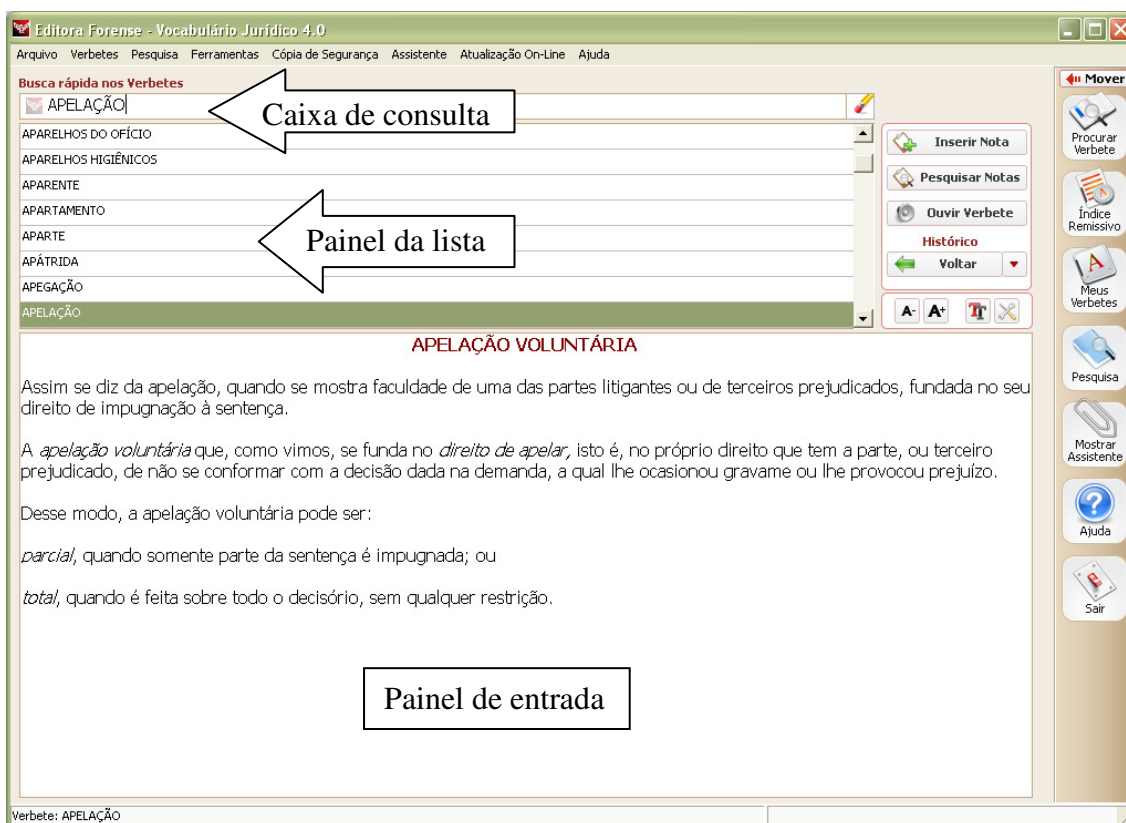 Editora Forense - Vocabulário Jurídico 4.0
Arquivo Verbetes Pesquisa Ferramentas Cópia de Segurança Assistente Atualização On-Line Ajuda
Busca rápida nos Verbetes
APELAÇÃO
Caixa de consulta
APARELHOS DO OFÍCIO
APARELHOS HIGIÊNICOS
APARENTE
APARTAMENTO
APARTE
APÁTRIDA
APEGAÇÃO
APELAÇÃO
Painel da lista
Inserir Nota
Pesquisar Notas
Ouvir Verbete
Histórico
Voltar
A- A+ TT
Mover
Procurar
Verbete
Índice
Remissivo
Meus
Verbetes
Pesquisa
Mostrar
Assistente
Ajuda
Sair
APELAÇÃO VOLUNTÁRIA
Assim se diz da apelação, quando se mostra faculdade de uma das partes litigantes ou de terceiros prejudicados, fundada no seu
direito de impugnação à sentença.
A apelação voluntária que, como vimos, se funda no direito de apelar, isto é, no próprio direito que tem a parte, ou terceiro
prejudicado, de não se conformar com a decisão dada na demanda, a qual lhe ocasionou gravame ou lhe provocou prejuízo.
Desse modo, a apelação voluntária pode ser:
parcial, quando somente parte da sentença é impugnada; ou
total, quando é feita sobre todo o decisório, sem qualquer restrição.
Painel de entrada
Verbete: APELAÇÃO